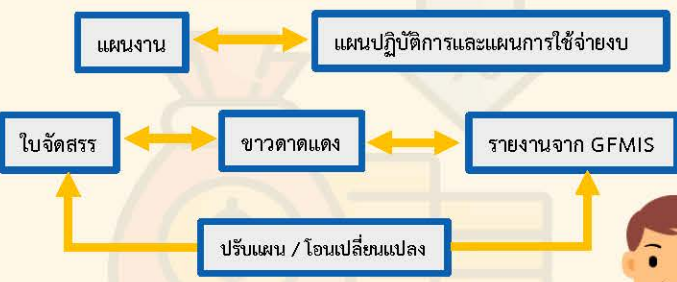 แผนงาน
แผนปฏิบัติการและแผนการใช้จ่ายงบ
ใบจัดสรร
ขาวดาดแดง
รายงานจาก GFMIS
ปรับแผน / โอนเปลี่ยนแปลง